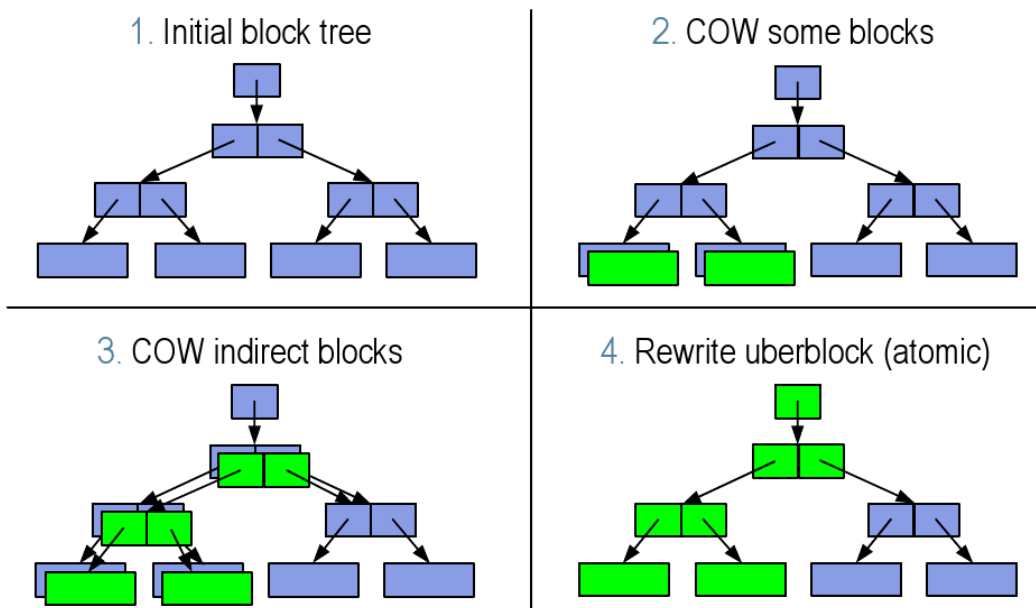 1. Initial block tree
2. COW some blocks
3. COW indirect blocks
4. Rewrite uberblock (atomic)